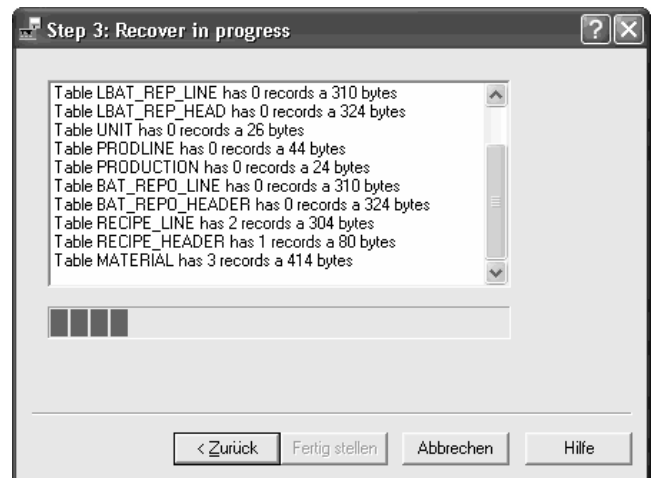 Step 3: Recover in progress
Table LBAT_REP_LINE has 0 records a 310 bytes
Table LBAT_REP_HEAD has 0 records a 324 bytes
Table UNIT has 0 records a 26 bytes
Table PRODLINE has 0 records a 44 bytes
Table PRODUCTION has 0 records a 24 bytes
Table BAT_REPO_LINE has 0 records a 310 bytes
Table BAT_REPO_HEADER has 0 records a 324 bytes
Table RECIPE_LINE has 2 records a 304 bytes
Table RECIPE_HEADER has 1 records a 80 bytes
Table MATERIAL has 3 records a 414 bytes
< Zurück Fertig stellen Abbrechen Hilfe